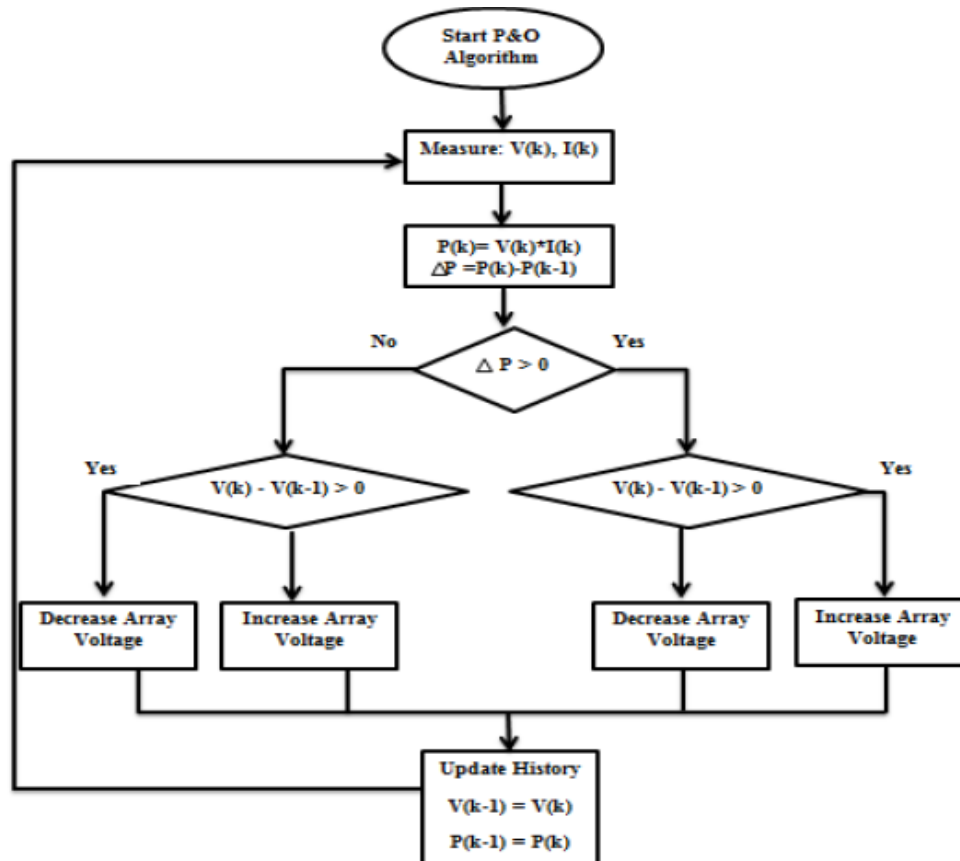 Start P&O
Algorithm
Measure: V(k), I(k)
P(k)= V(k)*I(k)
△P =P(k)-P(k-1)
No
Yes
△ P > 0
Yes
V(k) - V(k-1) > 0
V(k) - V(k-1) > 0
Yes
Decrease Array
Voltage
Increase Array
Voltage
Decrease Array
Voltage
Increase Array
Voltage
Update History
V(k-1) = V(k)
P(k-1) = P(k)